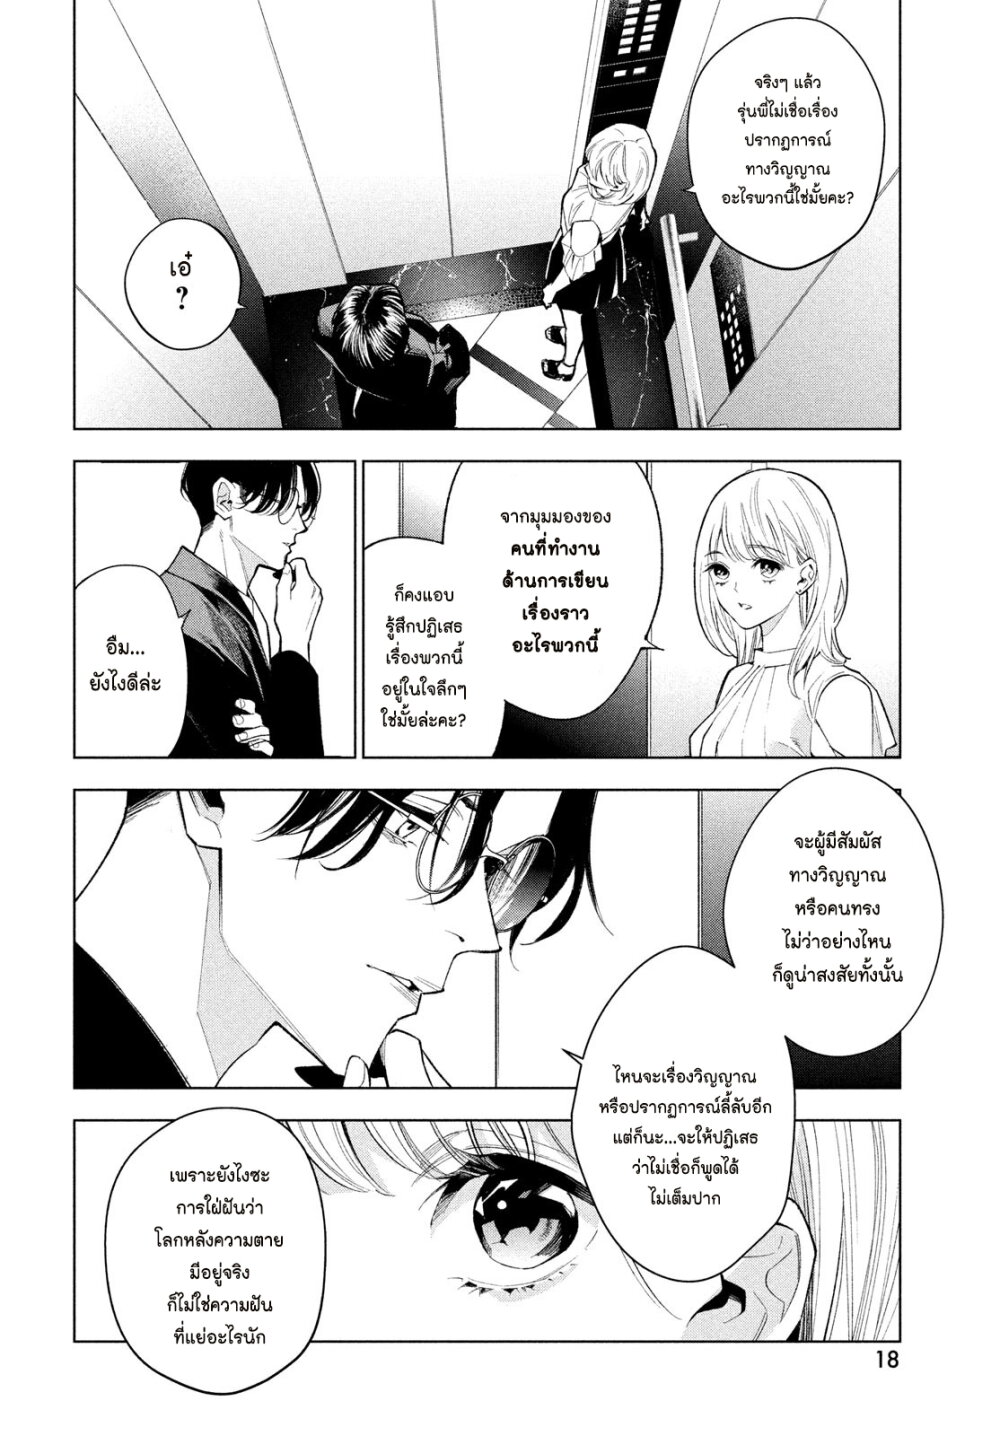 จริงๆ แล้ว
รุ่นพี่ไม่เชื่อเรื่อง
ปรากฏการณ์
ทางวิญญาณ
อะไรพวกนี้ใช่มั้ยคะ?
เอ๋
?
จากมุมมองของ
คนที่ทำงาน
ด้านการเขียน
เรื่องราว
อะไรพวกนี้
ก็คงแอบ
รู้สึกปฏิเสธ
เรื่องพวกนี้
อยู่ในใจลึกๆ
ใช่มั้ยล่ะคะ?
อืม...
ยังไงดีล่ะ
จะผู้มีสัมผัส
ทางวิญญาณ
หรือคนทรง
ไม่ว่าอย่างไหน
ก็ดูน่าสงสัยทั้งนั้น
ไหนจะเรื่องวิญญาณ
หรือปรากฏการณ์ลี้ลับอีก
แต่ก็นะ...จะให้ปฏิเสธ
ว่าไม่เชื่อก็พูดได้
ไม่เต็มปาก
เพราะยังไงซะ
การใฝ่ฝันว่า
โลกหลังความตาย
มีอยู่จริง
ก็ไม่ใช่ความฝัน
ที่แย่อะไรนัก
18